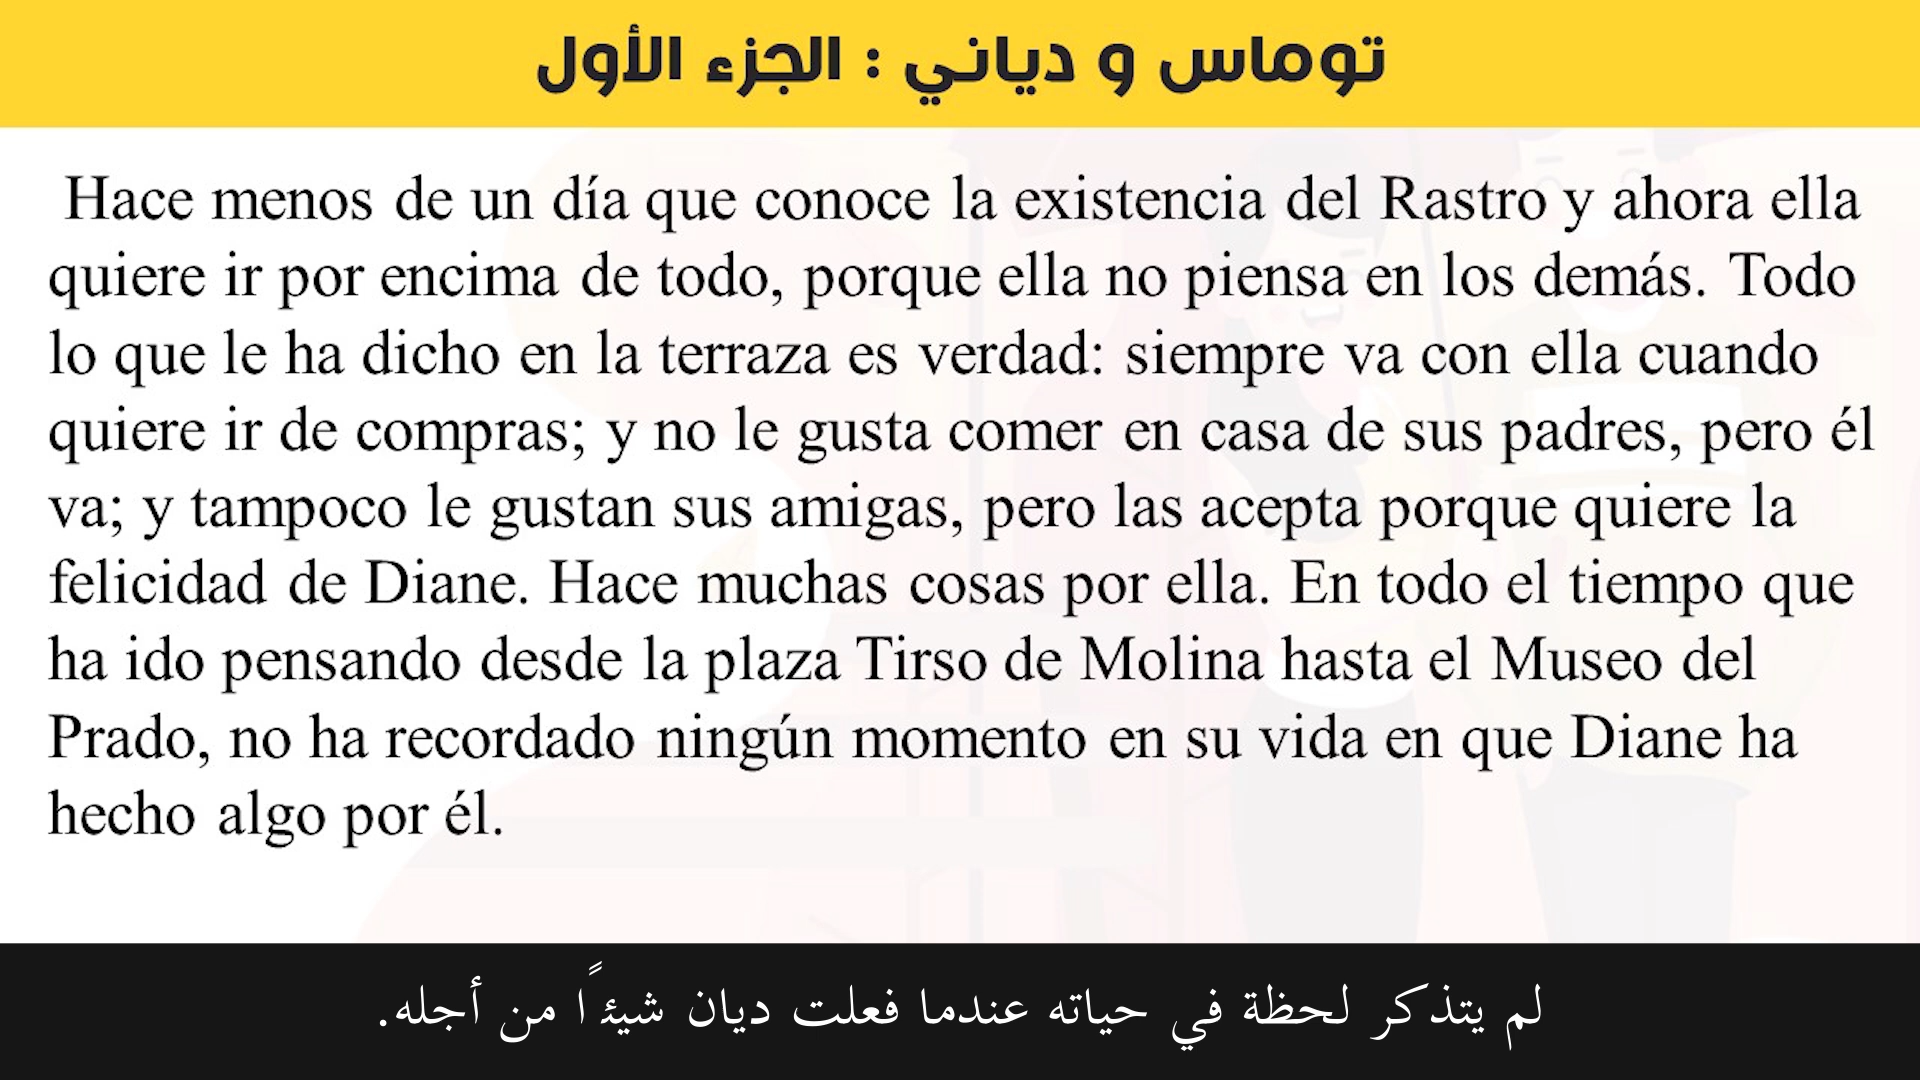 توماس و دياني : الجزء الأول
Hace menos de un día que conoce la existencia del Rastro y ahora ella
quiere ir por encima de todo, porque ella no piensa en los demás. Todo
lo que le ha dicho en la terraza es verdad: siempre va con ella cuando
quiere ir de compras; y no le gusta comer en casa de sus padres, pero él
va; y tampoco le gustan sus amigas, pero las acepta porque quiere la
felicidad de Diane. Hace muchas cosas por ella. En todo el tiempo que
ha ido pensando desde la plaza Tirso de Molina hasta el Museo del
Prado, no ha recordado ningún momento en su vida en que Diane ha
hecho algo por él.
لم يتذكر لحظة في حياته عندما فعلت ديان شيئًا من أجله.